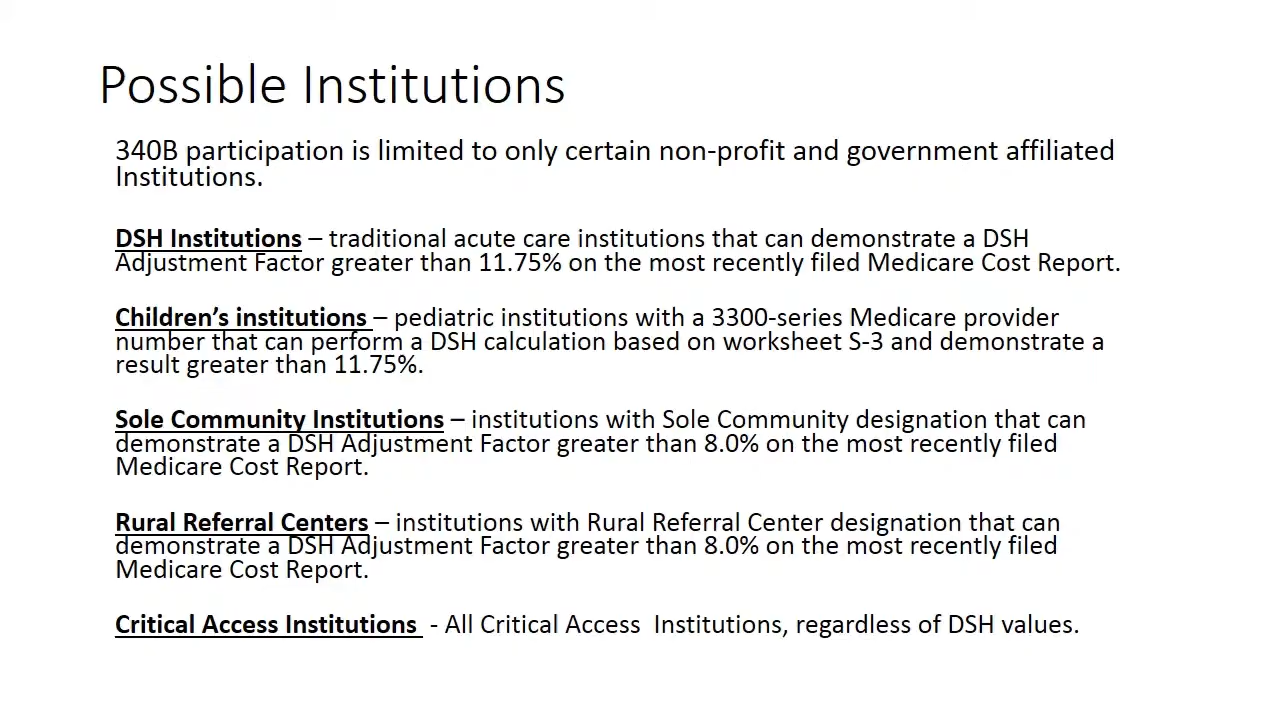 Possible Institutions
340B participation is limited to only certain non-profit and government affiliated
Institutions.
DSH Institutions – traditional acute care institutions that can demonstrate a DSH
Adjustment Factor greater than 11.75% on the most recently filed Medicare Cost Report.
Children’s institutions – pediatric institutions with a 3300-series Medicare provider
number that can perform a DSH calculation based on worksheet S-3 and demonstrate a
result greater than 11.75%.
Sole Community Institutions – institutions with Sole Community designation that can
demonstrate a DSH Adjustment Factor greater than 8.0% on the most recently filed
Medicare Cost Report.
Rural Referral Centers – institutions with Rural Referral Center designation that can
demonstrate a DSH Adjustment Factor greater than 8.0% on the most recently filed
Medicare Cost Report.
Critical Access Institutions - All Critical Access Institutions, regardless of DSH values.